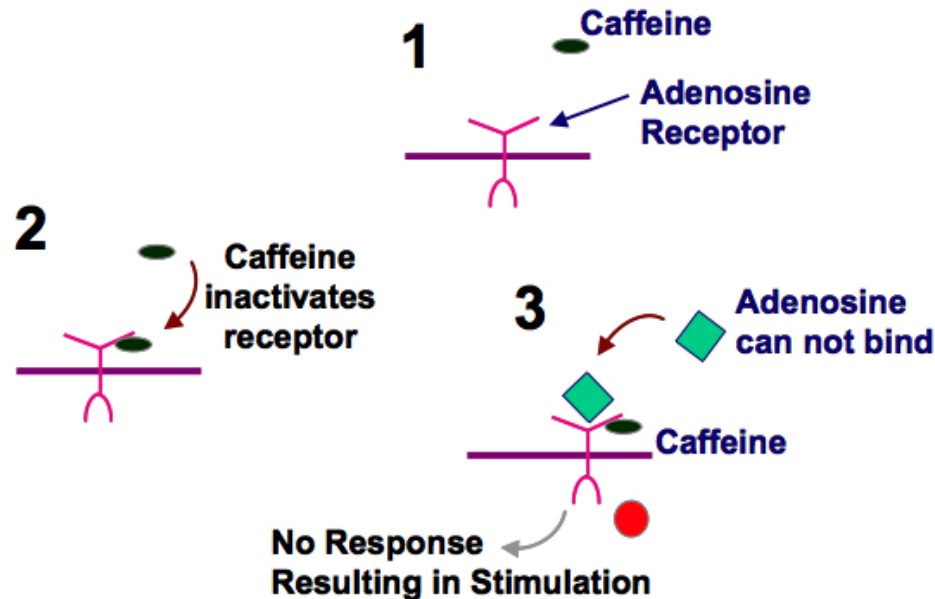 1
Caffeine
Adenosine
Receptor
2
Caffeine
inactivates
receptor
3
Adenosine
can not bind
Caffeine
No Response
Resulting in Stimulation